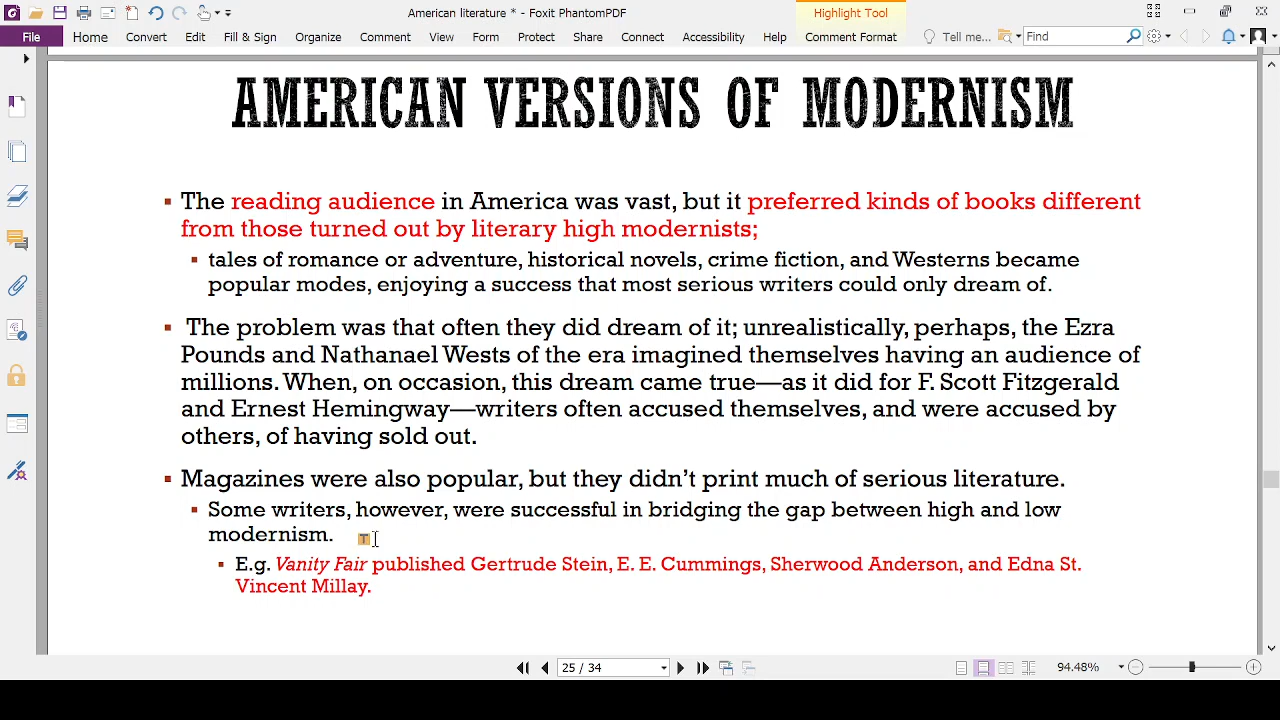 American literature * - Foxit PhantomPDF
Highlight Tool
File Home Convert Edit Fill & Sign Organize Comment View Form Protect Share Connect Accessibility Help Comment Format Tell me... Find
AMERICAN VERSIONS OF MODERNISM
▪ The reading audience in America was vast, but it preferred kinds of books different
from those turned out by literary high modernists;
▪ tales of romance or adventure, historical novels, crime fiction, and Westerns became
popular modes, enjoying a success that most serious writers could only dream of.
▪ The problem was that often they did dream of it; unrealistically, perhaps, the Ezra
Pounds and Nathanael Wests of the era imagined themselves having an audience of
millions. When, on occasion, this dream came true—as it did for F. Scott Fitzgerald
and Ernest Hemingway—writers often accused themselves, and were accused by
others, of having sold out.
▪ Magazines were also popular, but they didn't print much of serious literature.
▪ Some writers, however, were successful in bridging the gap between high and low
modernism.
▪ E.g. Vanity Fair published Gertrude Stein, E. E. Cummings, Sherwood Anderson, and Edna St.
Vincent Millay.
25 / 34
94.48%